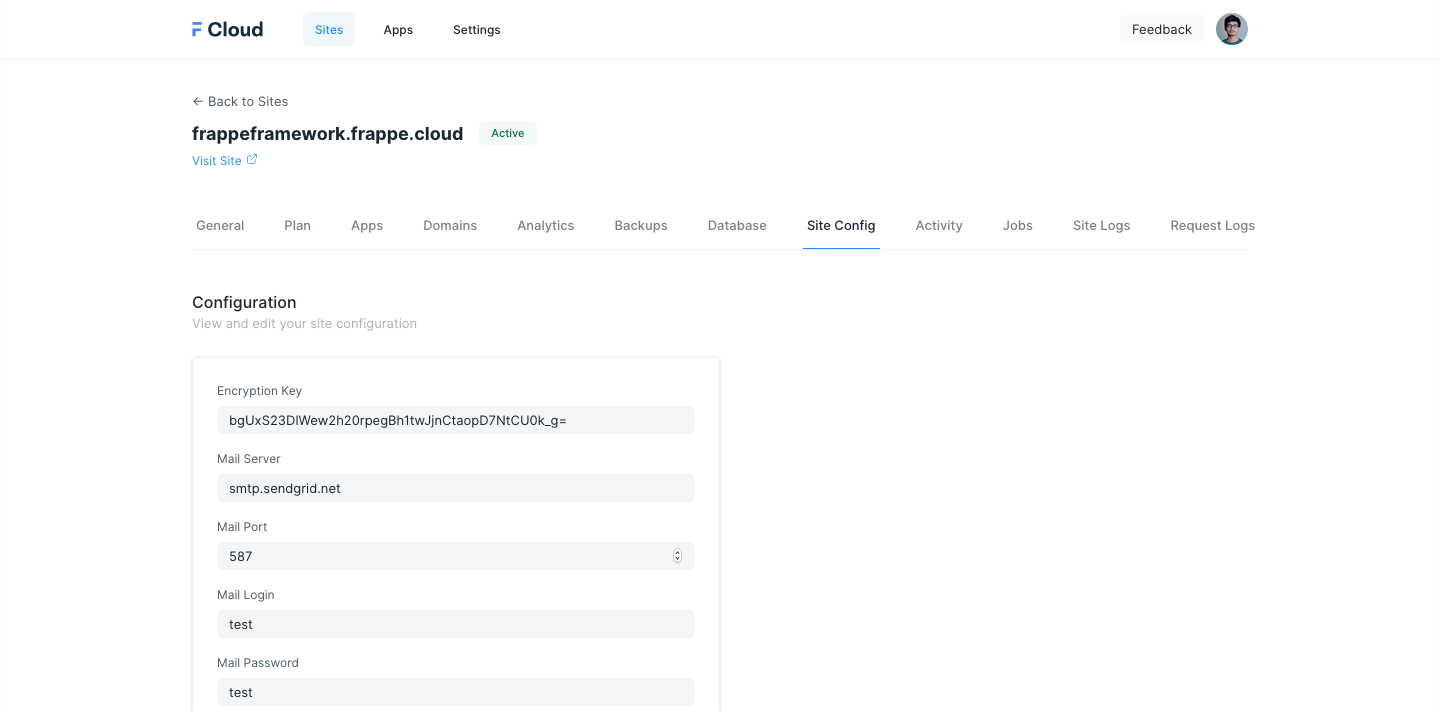 Cloud Sites Apps Settings Feedback
← Back to Sites
frappeframework.frappe.cloud Active
Visit Site
General Plan Apps Domains Analytics Backups Database Site Config Activity Jobs Site Logs Request Logs
Configuration
View and edit your site configuration
Encryption Key
bgUxS23DlWew2h20rpegBh1twJjnCtaopD7NtCU0k_g=
Mail Server
smtp.sendgrid.net
Mail Port
587
Mail Login
test
Mail Password
test